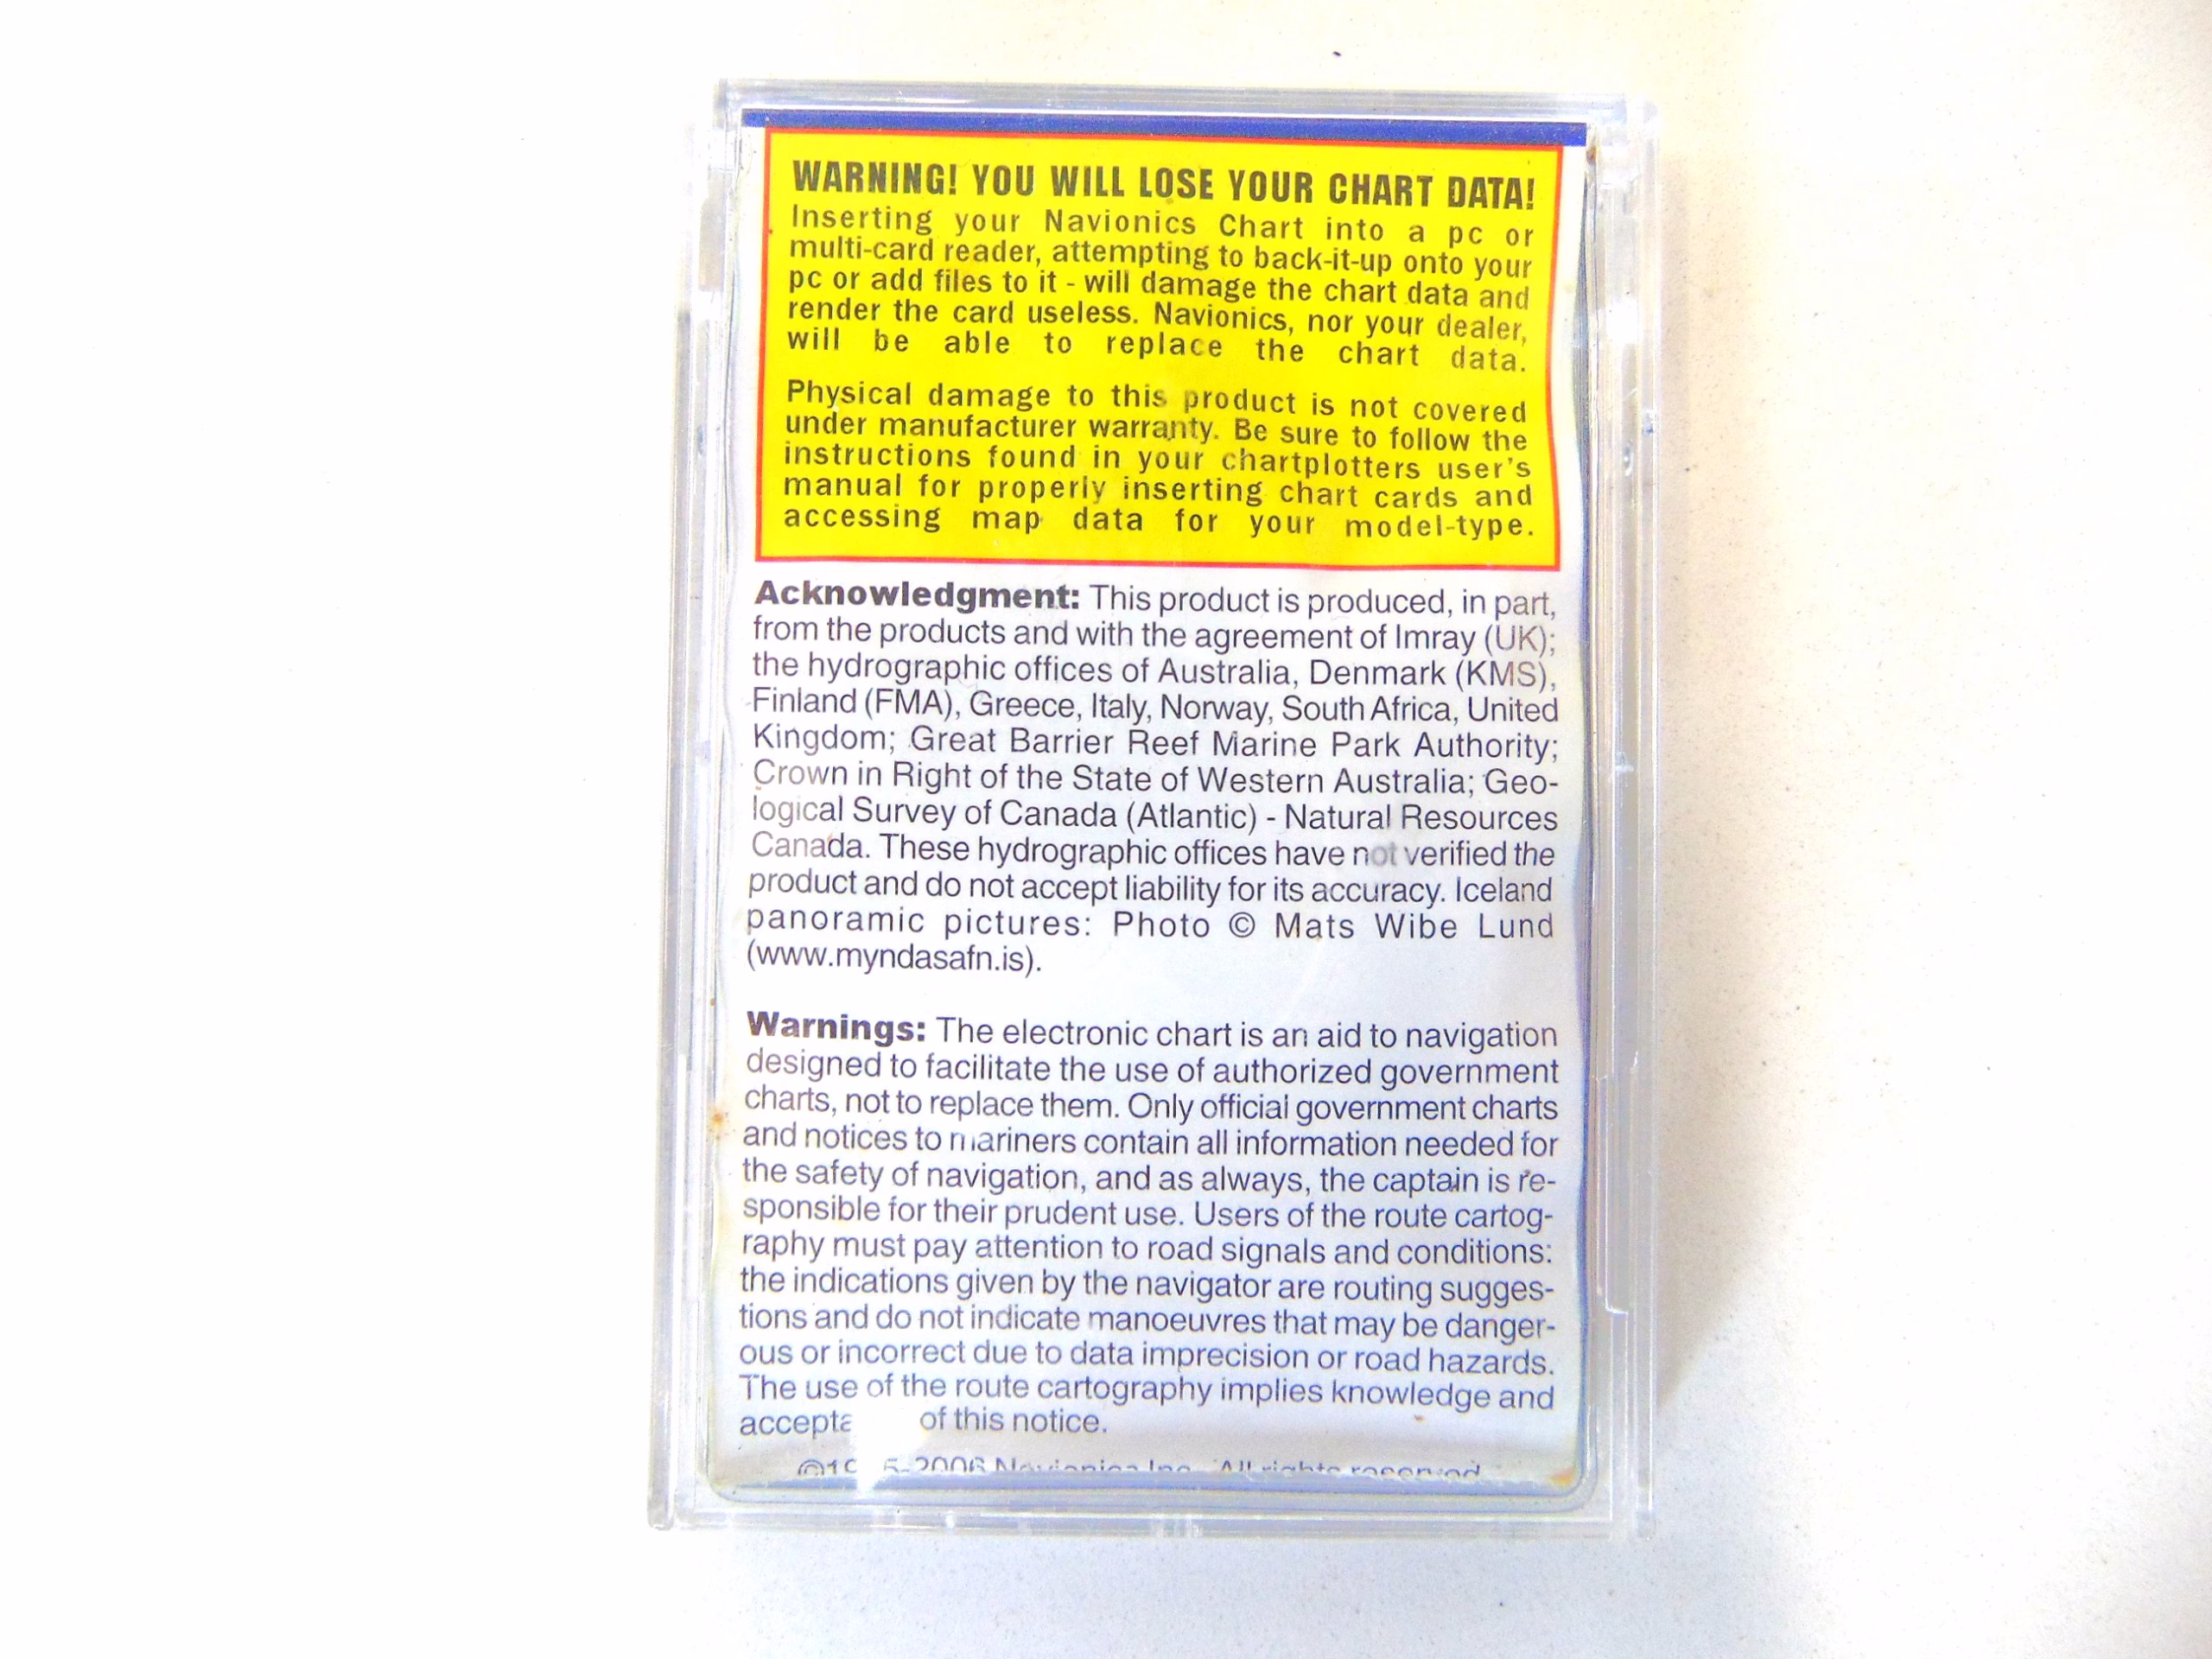 WARNING! YOU WILL LOSE YOUR CHART DATA!
Inserting your Navionics Chart into a pc or
multi-card reader, attempting to back-it-up onto your
pc or add files to it - will damage the chart data and
render the card useless. Navionics, nor your dealer,
will be able to replace the chart data.
Physical damage to this product is not covered
under manufacturer warranty. Be sure to follow the
instructions found in your chartplotters user's
manual for properly inserting chart cards and
accessing map data for your model-type.
Acknowledgment: This product is produced, in part,
from the products and with the agreement of Imray (UK);
the hydrographic offices of Australia, Denmark (KMS),
Finland (FMA), Greece, Italy, Norway, South Africa, United
Kingdom; Great Barrier Reef Marine Park Authority;
Crown in Right of the State of Western Australia; Geo-
logical Survey of Canada (Atlantic) - Natural Resources
Canada. These hydrographic offices have not verified the
product and do not accept liability for its accuracy. Iceland
panoramic pictures: Photo © Mats Wibe Lund
(www.myndasafn.is).
Warnings: The electronic chart is an aid to navigation
designed to facilitate the use of authorized government
charts, not to replace them. Only official government charts
and notices to mariners contain all information needed for
the safety of navigation, and as always, the captain is re-
sponsible for their prudent use. Users of the route cartog-
raphy must pay attention to road signals and conditions:
the indications given by the navigator are routing sugges-
tions and do not indicate manoeuvres that may be danger-
ous or incorrect due to data imprecision or road hazards.
The use of the route cartography implies knowledge and
of this notice.
Navionics Inc. All rights reserved